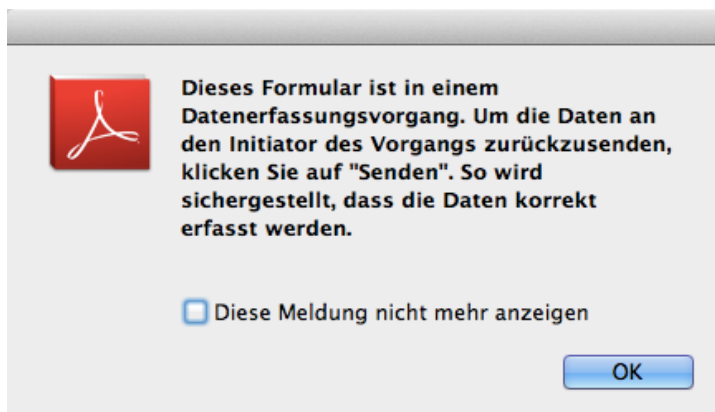 Dieses Formular ist in einem
Datenerfassungsvorgang. Um die Daten an
den Initiator des Vorgangs zurückzusenden,
klicken Sie auf "Senden". So wird
sichergestellt, dass die Daten korrekt
erfasst werden.
Diese Meldung nicht mehr anzeigen
OK